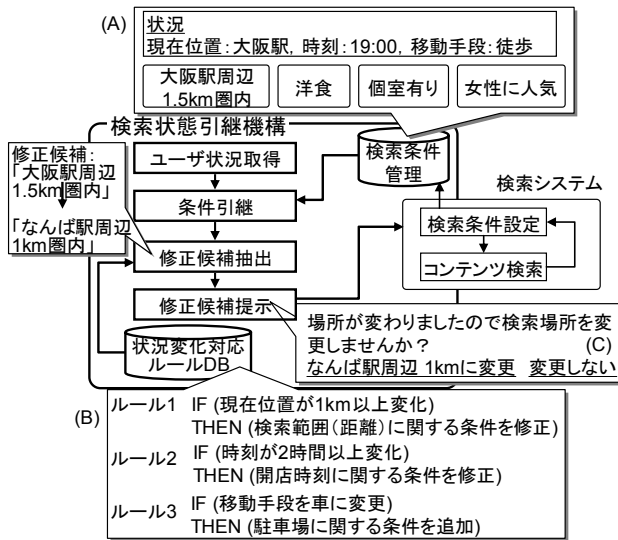 (A)
状況
現在位置:大阪駅, 時刻:19:00, 移動手段:徒歩
大阪駅周辺
1.5km圏内
洋食
個室有り
女性に人気
検索状態引継機構
修正候補:
「大阪駅周辺
1.5km圏内」
「なんば駅周辺
1km圏内」
ユーザ状況取得
条件引継
修正候補抽出
修正候補提示
検索条件
管理
検索システム
検索条件設定
コンテンツ検索
状況変化対応
ルールDB
場所が変わりましたので検索場所を変
更しませんか?
(C)
なんば駅周辺 1kmに変更 変更しない
(B)
ルール1 IF (現在位置が1km以上変化)
THEN (検索範囲(距離)に関する条件を修正)
ルール2 IF (時刻が2時間以上変化)
THEN (開店時刻に関する条件を修正)
ルール3 IF (移動手段を車に変更)
THEN (駐車場に関する条件を追加)